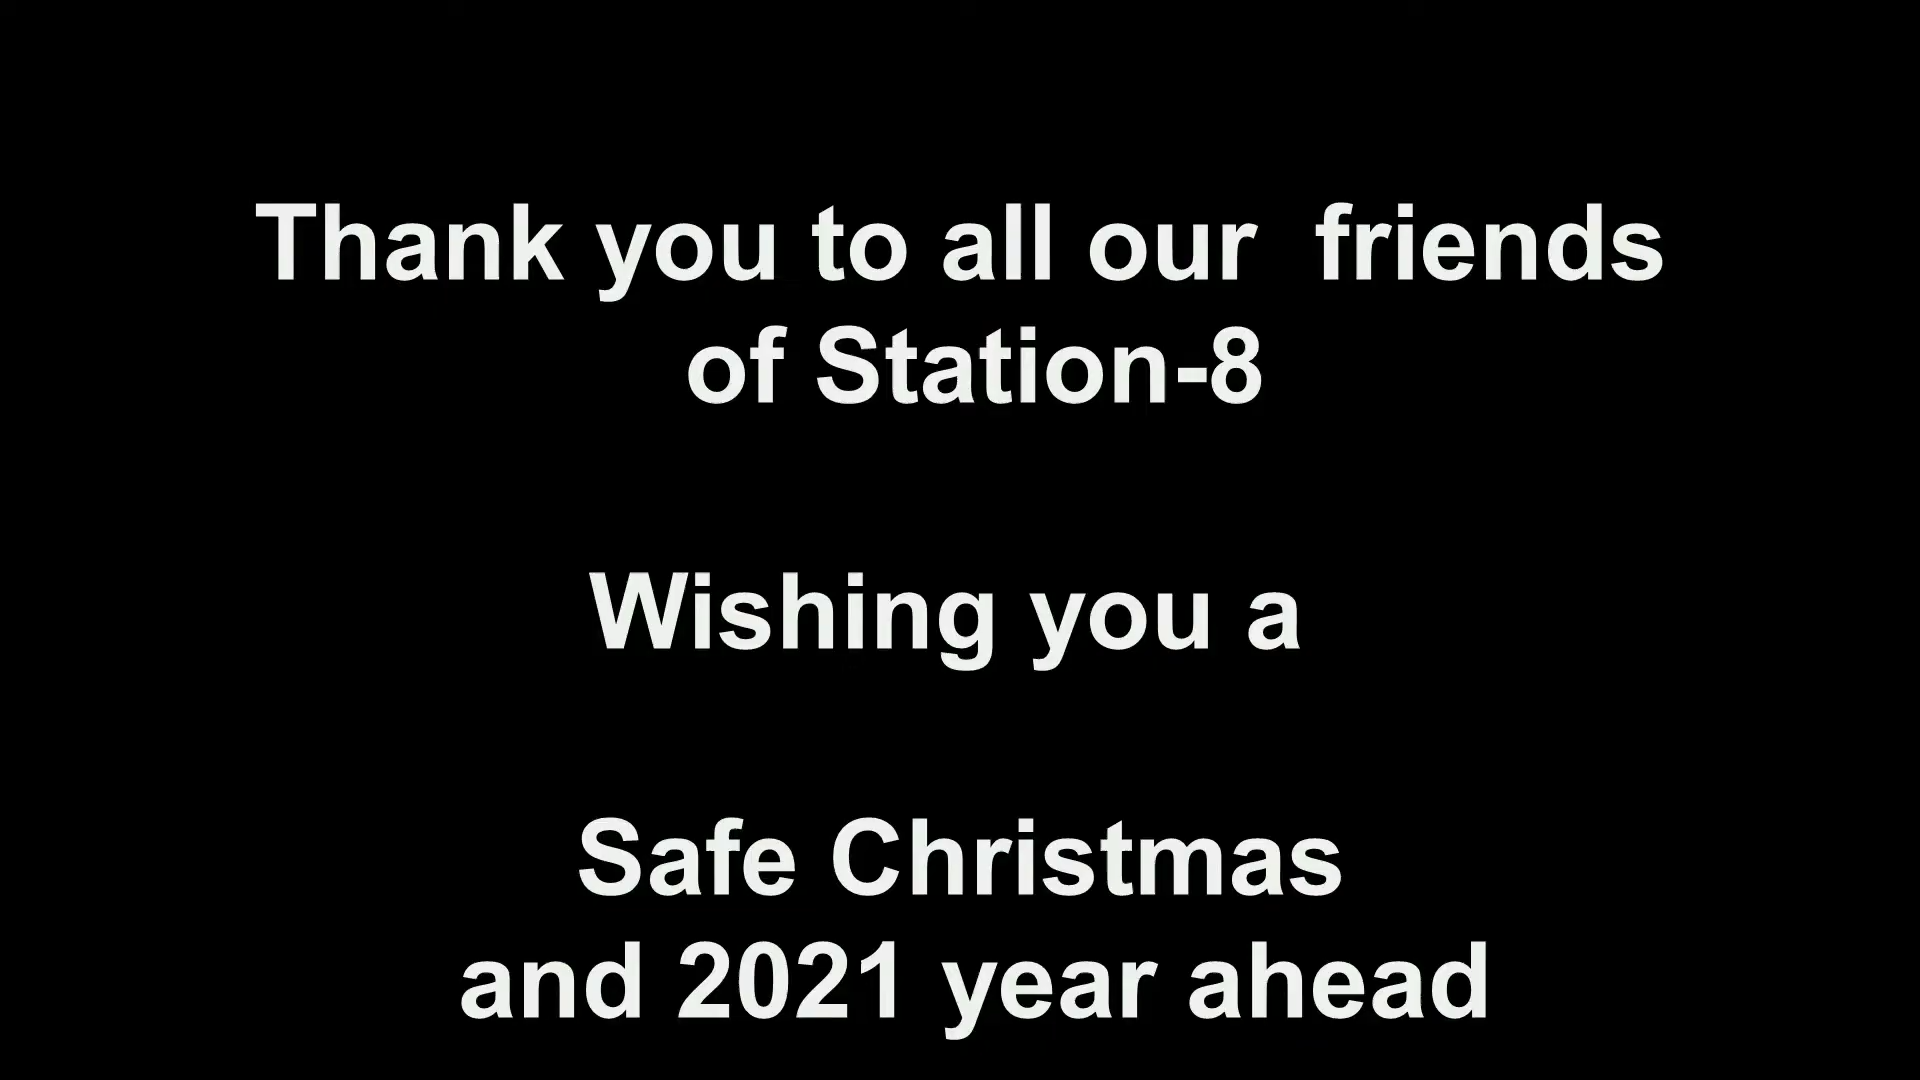 Thank you to all our  friends
of Station-8
Wishing you a
Safe Christmas
and 2021 year ahead